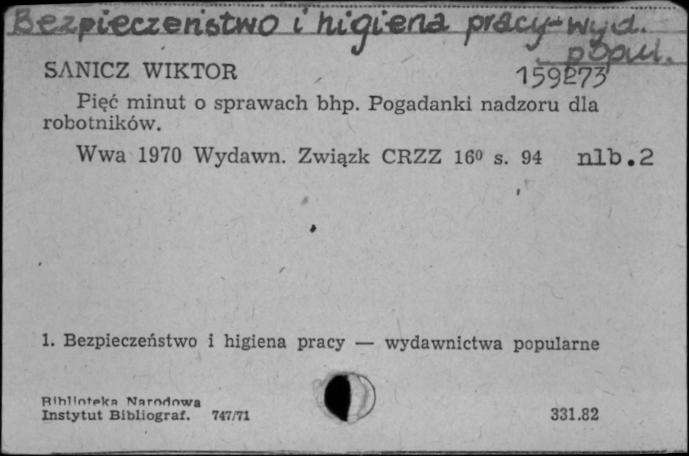 Bezpieczeństwo i higiena pracy-wyd.
popul.
SANICZ WIKTOR 159273
Pięć minut o sprawach bhp. Pogadanki nadzoru dla
robotników.
Wwa 1970 Wydawn. Związk CRZZ 16⁰ s. 94 nlb.2
1. Bezpieczeństwo i higiena pracy — wydawnictwa popularne
Biblioteka Narodowa
Instytut Bibliograf. 747/71 331.82